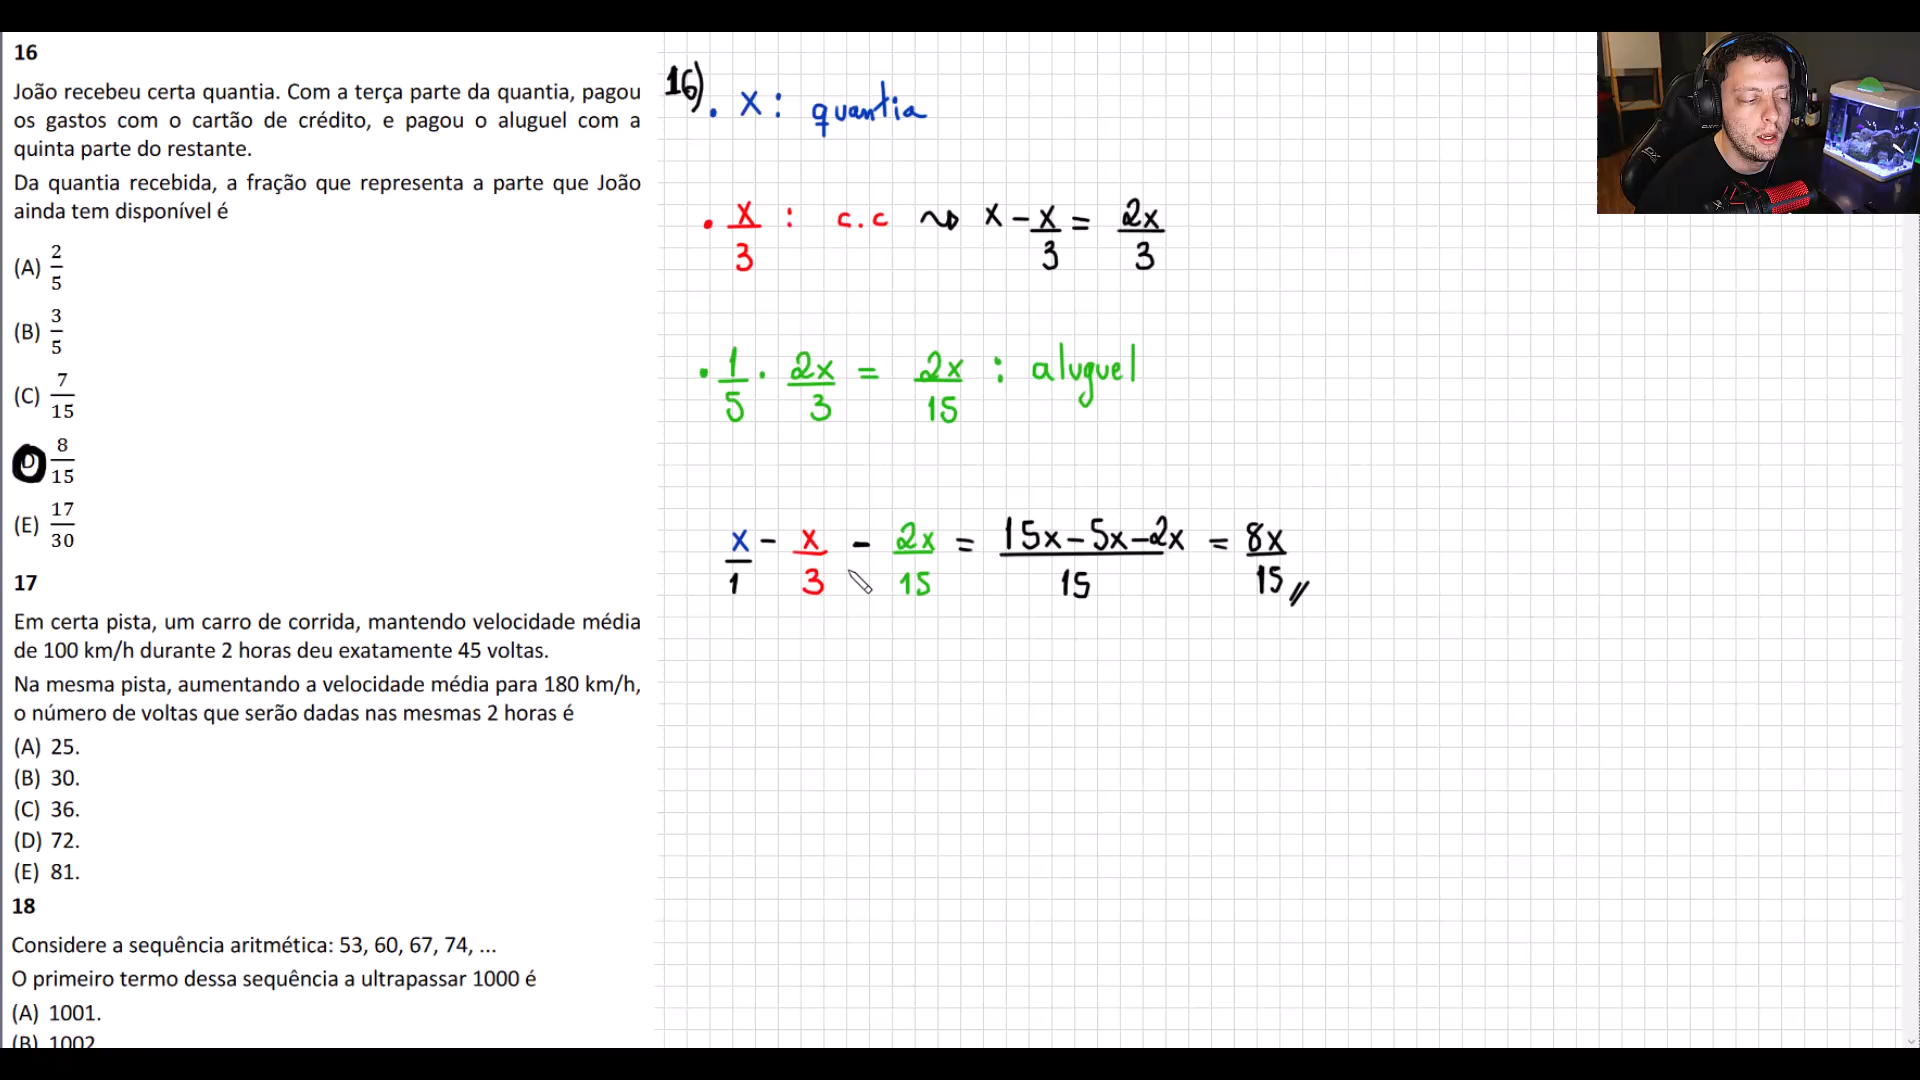 16
João recebeu certa quantia. Com a terça parte da quantia, pagou
os gastos com o cartão de crédito, e pagou o aluguel com a
quinta parte do restante.
Da quantia recebida, a fração que representa a parte que João
ainda tem disponível é
(A) 2/5
(B) 3/5
(C) 7/15
D 8/15
(E) 17/30
17
Em certa pista, um carro de corrida, mantendo velocidade média
de 100 km/h durante 2 horas deu exatamente 45 voltas.
Na mesma pista, aumentando a velocidade média para 180 km/h,
o número de voltas que serão dadas nas mesmas 2 horas é
(A) 25.
(B) 30.
(C) 36.
(D) 72.
(E) 81.
18
Considere a sequência aritmética: 53, 60, 67, 74, ...
O primeiro termo dessa sequência a ultrapassar 1000 é
(A) 1001.
(B) 1002
16)
. x : quantia
• x/3 : c.c ~> x - x/3 = 2x/3
• 1/5 · 2x/3 = 2x/15 : aluguel
x/1 - x/3 - 2x/15 = 15x-5x-2x/15 = 8x/15 //